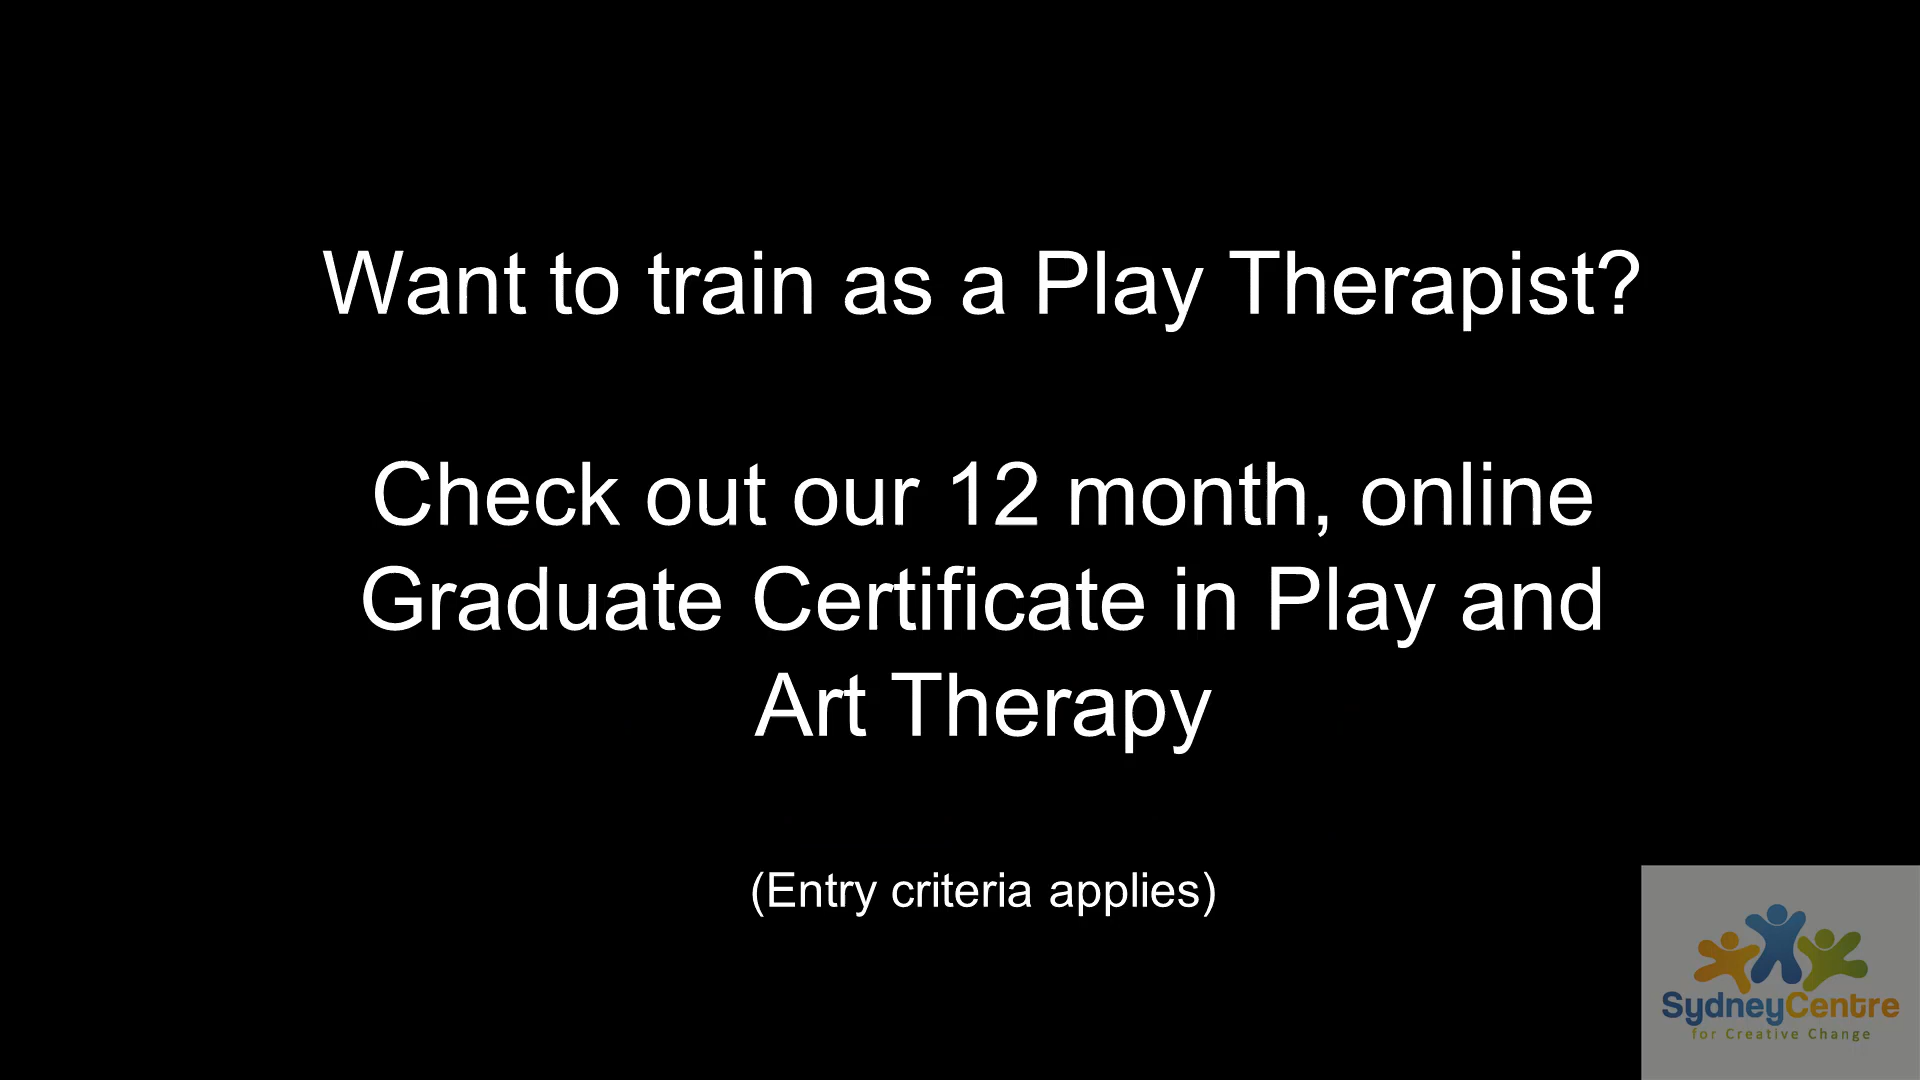 Want to train as a Play Therapist?
Check out our 12 month, online
Graduate Certificate in Play and
Art Therapy
(Entry criteria applies)
SydneyCentre
for Creative Change